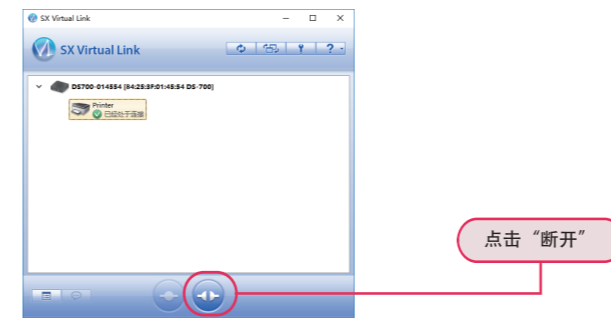 SX Virtual Link
SX Virtual Link
?
DS700-014554 [84:25:3F:01:45:54 DS-700]
Printer
已经处于连接
点击“断开”